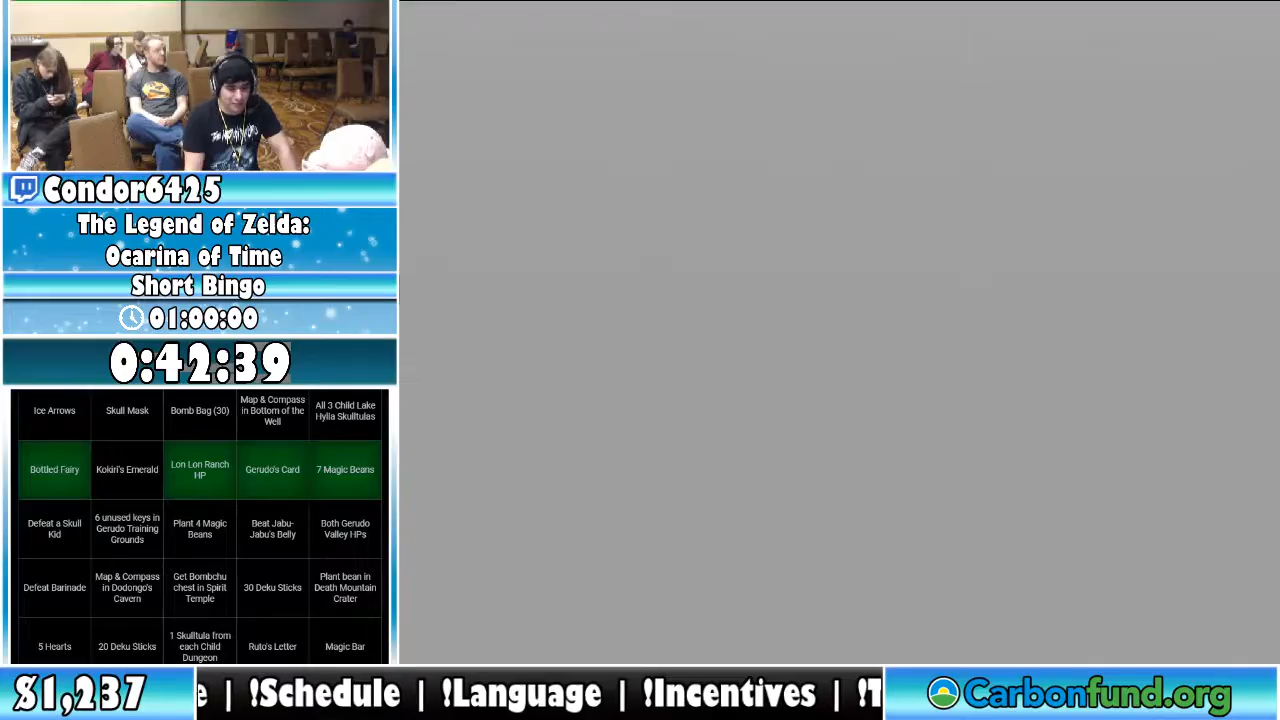 Condor6425
The Legend of Zelda:
Ocarina of Time
Short Bingo
01:00:00
0:42:39
Ice Arrows
Skull Mask
Bomb Bag (30)
Map & Compass
in Bottom of the
Well
All 3 Child Lake
Hylia Skulltulas
Bottled Fairy
Kokiri's Emerald
Lon Lon Ranch
HP
Gerudo's Card
7 Magic Beans
Defeat a Skull
Kid
6 unused keys in
Gerudo Training
Grounds
Plant 4 Magic
Beans
Beat Jabu-
Jabu's Belly
Both Gerudo
Valley HPs
Defeat Barinade
Map & Compass
in Dodongo's
Cavern
Get Bombchu
chest in Spirit
Temple
30 Deku Sticks
Plant bean in
Death Mountain
Crater
5 Hearts
20 Deku Sticks
1 Skulltula from
each Child
Dungeon
Ruto's Letter
Magic Bar
$1,237
e | !Schedule | !Language | !Incentives | !T
Carbonfund.org